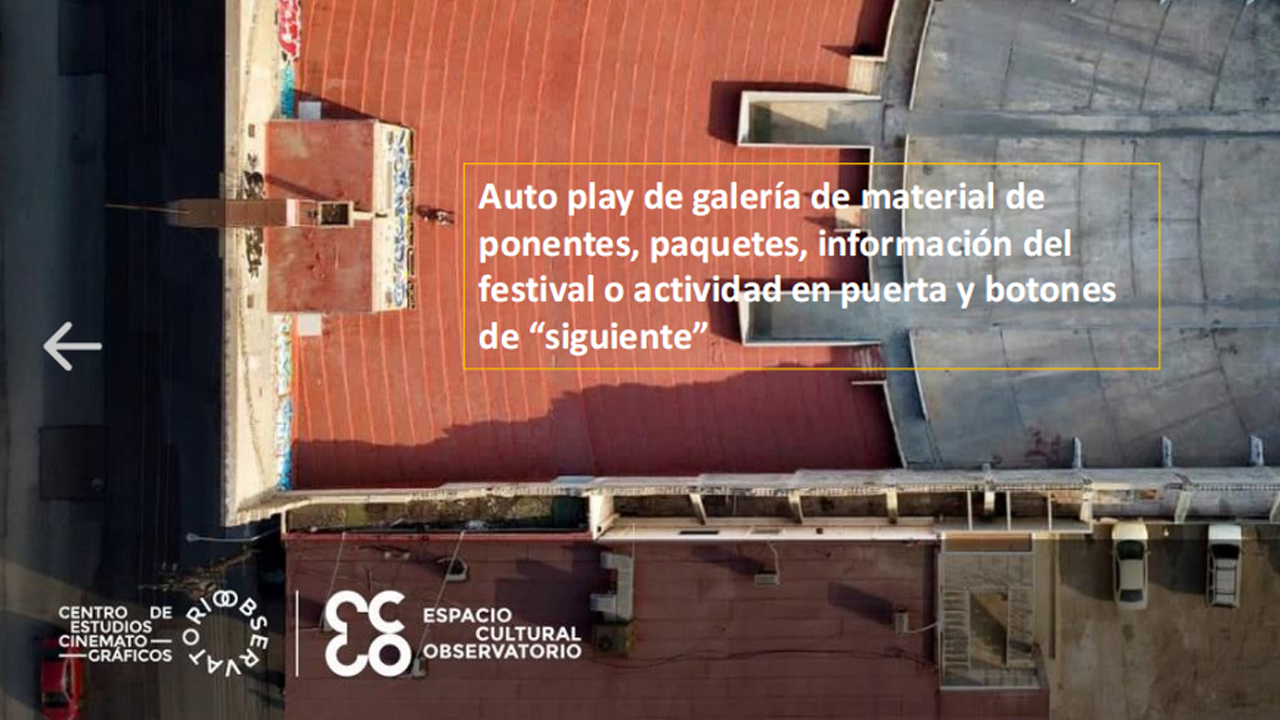 Auto play de galería de material de
ponentes, paquetes, información del
festival o actividad en puerta y botones
de “siguiente”
CENTRO DE
ESTUDIOS
CINEMATO—
—GRÁFICOS
OBSERVATORIO
ECCO
ESPACIO
CULTURAL
OBSERVATORIO